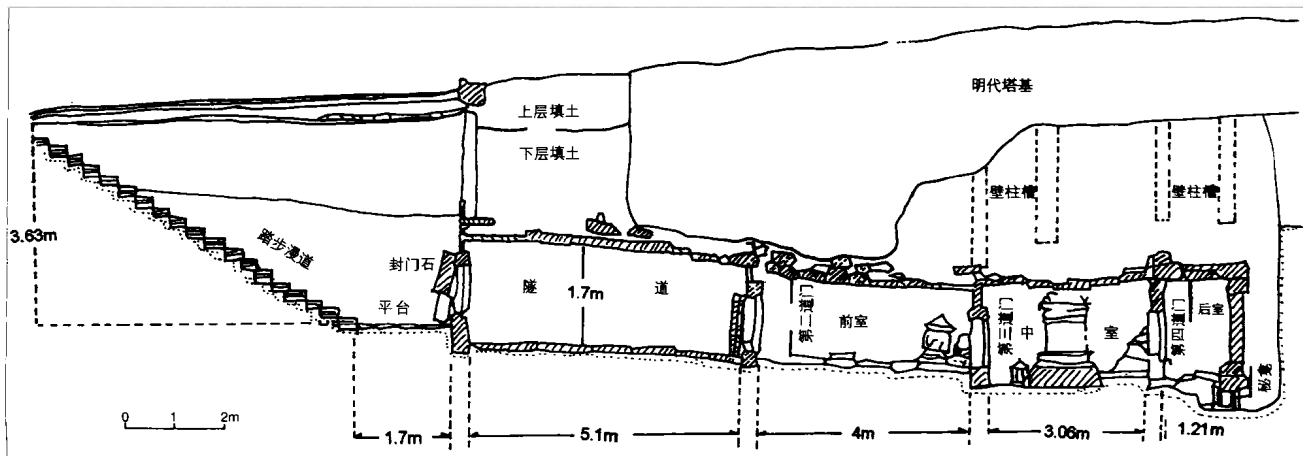 明代塔基
上层填土
下层填土
壁柱槽
壁柱槽
3.63m
踏步漫道
封门石
平台
隧 道
1.7m
第二道门
前室
第三道门
中 室
第四道门
后室
秘龛
0 1 2m
1.7m
5.1m
4m
3.06m
1.21m